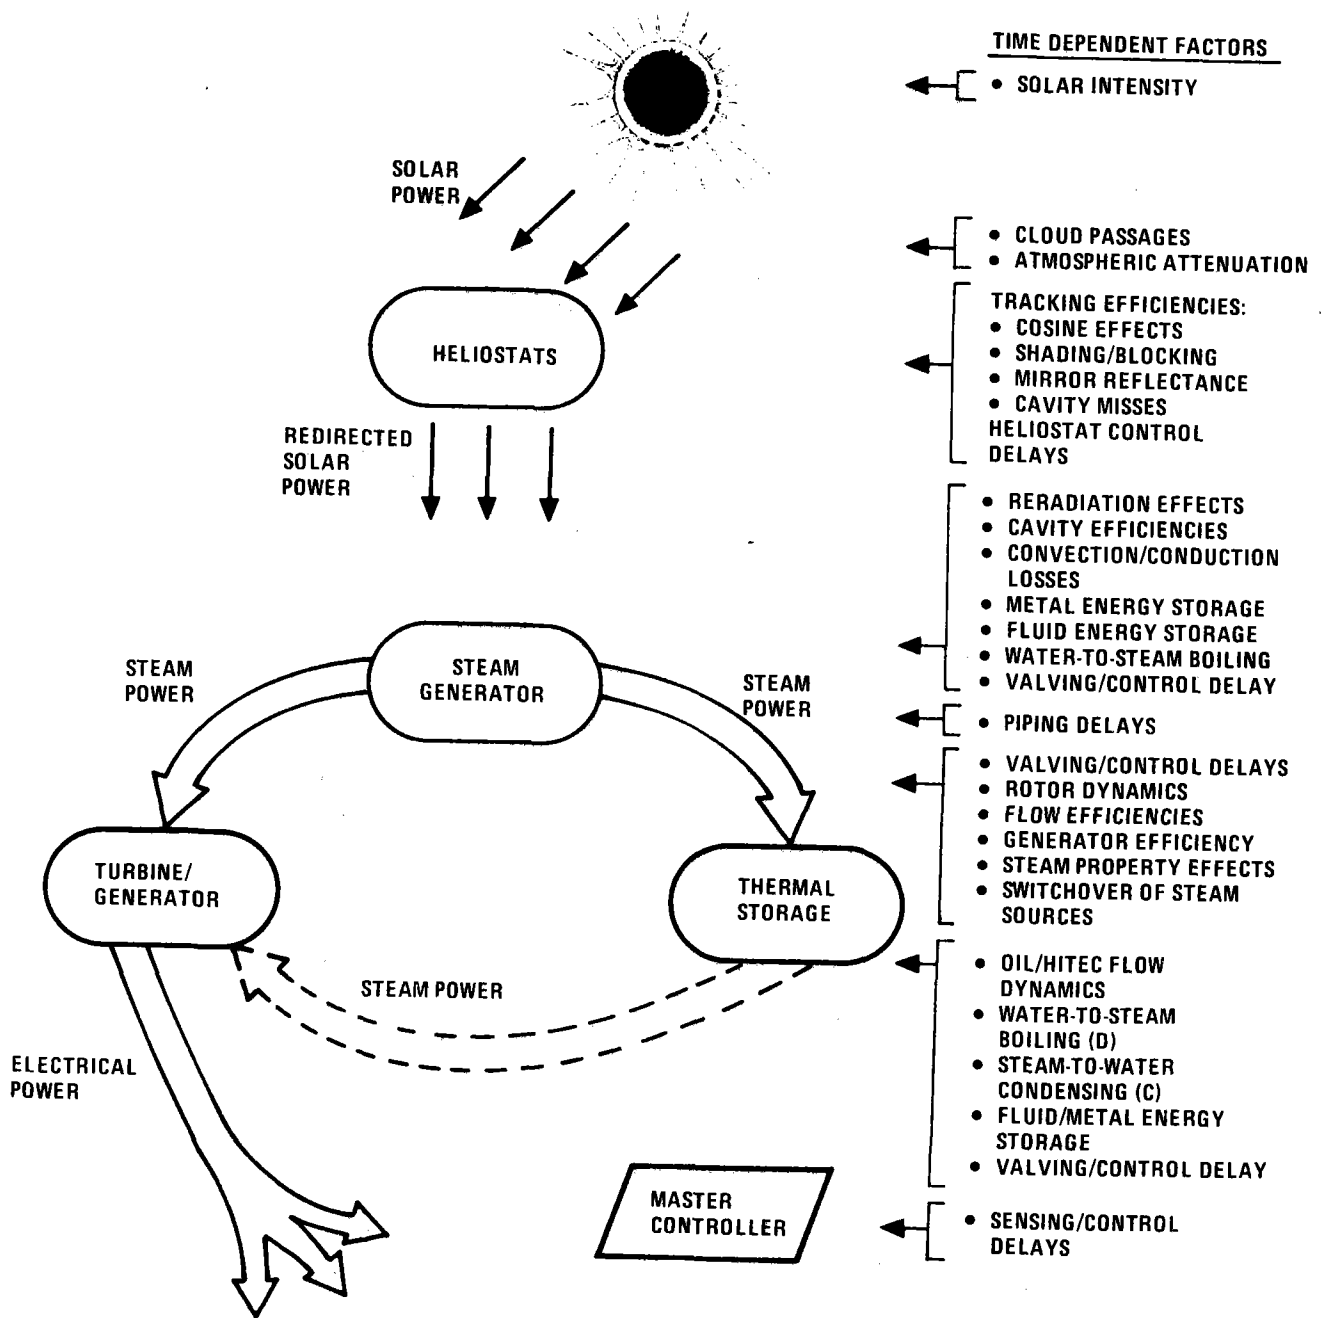 TIME DEPENDENT FACTORS
• SOLAR INTENSITY
SOLAR
POWER
• CLOUD PASSAGES
• ATMOSPHERIC ATTENUATION
HELIOSTATS
TRACKING EFFICIENCIES:
• COSINE EFFECTS
• SHADING/BLOCKING
• MIRROR REFLECTANCE
• CAVITY MISSES
HELIOSTAT CONTROL
DELAYS
REDIRECTED
SOLAR
POWER
• RERADIATION EFFECTS
• CAVITY EFFICIENCIES
• CONVECTION/CONDUCTION
LOSSES
• METAL ENERGY STORAGE
• FLUID ENERGY STORAGE
• WATER-TO-STEAM BOILING
• VALVING/CONTROL DELAY
STEAM
POWER
STEAM
GENERATOR
STEAM
POWER
• PIPING DELAYS
• VALVING/CONTROL DELAYS
• ROTOR DYNAMICS
• FLOW EFFICIENCIES
• GENERATOR EFFICIENCY
• STEAM PROPERTY EFFECTS
• SWITCHOVER OF STEAM
SOURCES
TURBINE/
GENERATOR
THERMAL
STORAGE
STEAM POWER
• OIL/HITEC FLOW
DYNAMICS
• WATER-TO-STEAM
BOILING (D)
• STEAM-TO-WATER
CONDENSING (C)
• FLUID/METAL ENERGY
STORAGE
• VALVING/CONTROL DELAY
ELECTRICAL
POWER
MASTER
CONTROLLER
• SENSING/CONTROL
DELAYS